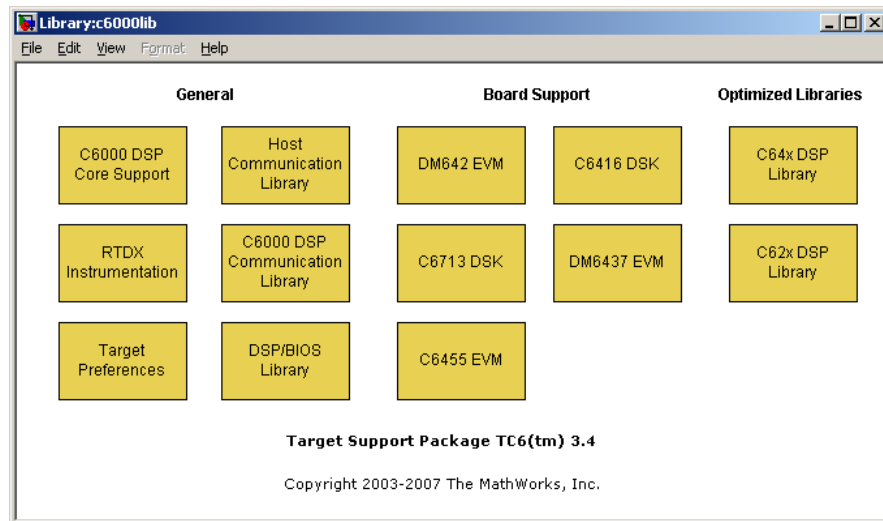 Library:c6000lib
File Edit View Format Help
General Board Support Optimized Libraries
C6000 DSP
Core Support
Host
Communication
Library
DM642 EVM
C6416 DSK
C64x DSP
Library
RTDX
Instrumentation
C6000 DSP
Communication
Library
C6713 DSK
DM6437 EVM
C62x DSP
Library
Target
Preferences
DSP/BIOS
Library
C6455 EVM
Target Support Package TC6(tm) 3.4
Copyright 2003-2007 The MathWorks, Inc.